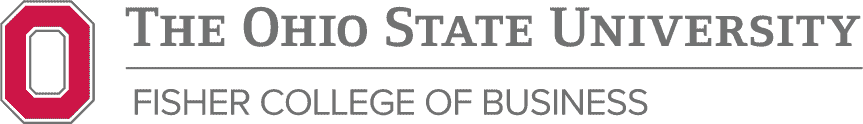 THE OHIO STATE UNIVERSITY
FISHER COLLEGE OF BUSINESS